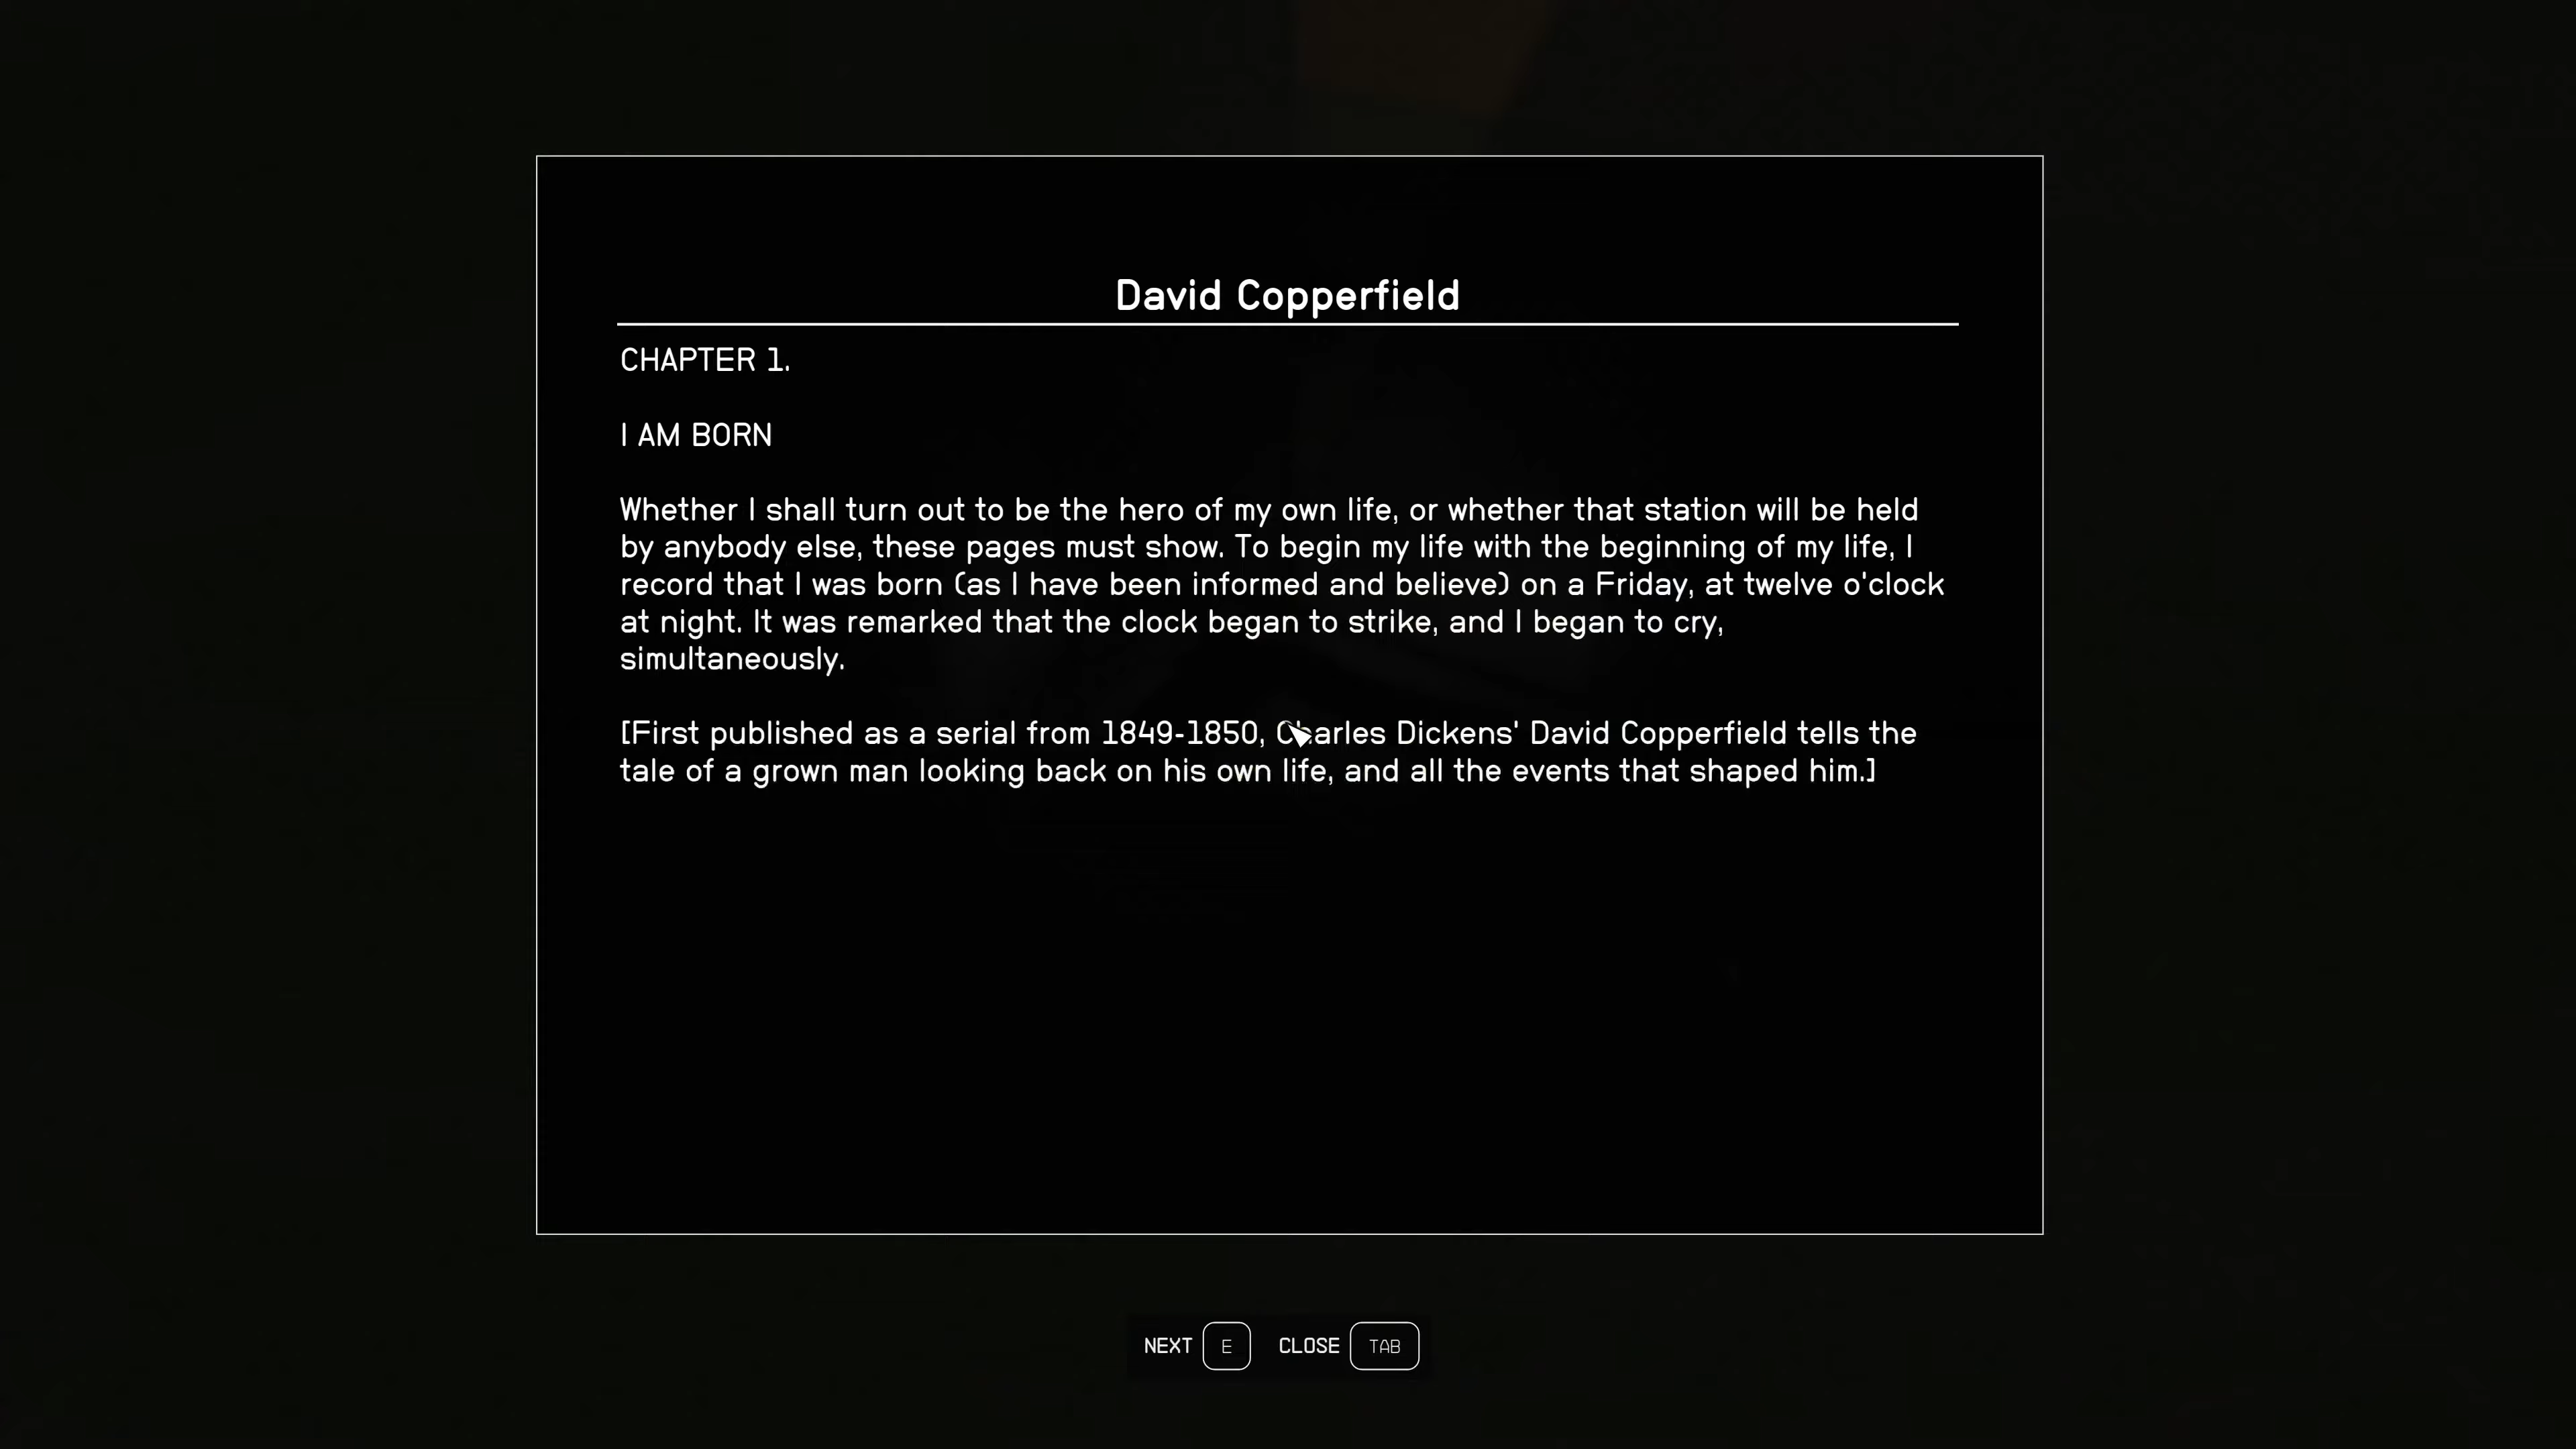 David Copperfield
CHAPTER 1.
I AM BORN
Whether I shall turn out to be the hero of my own life, or whether that station will be held
by anybody else, these pages must show. To begin my life with the beginning of my life, I
record that I was born (as I have been informed and believe) on a Friday, at twelve o'clock
at night. It was remarked that the clock began to strike, and I began to cry,
simultaneously.
[First published as a serial from 1849-1850, Charles Dickens' David Copperfield tells the
tale of a grown man looking back on his own life, and all the events that shaped him.]
NEXT E CLOSE TAB